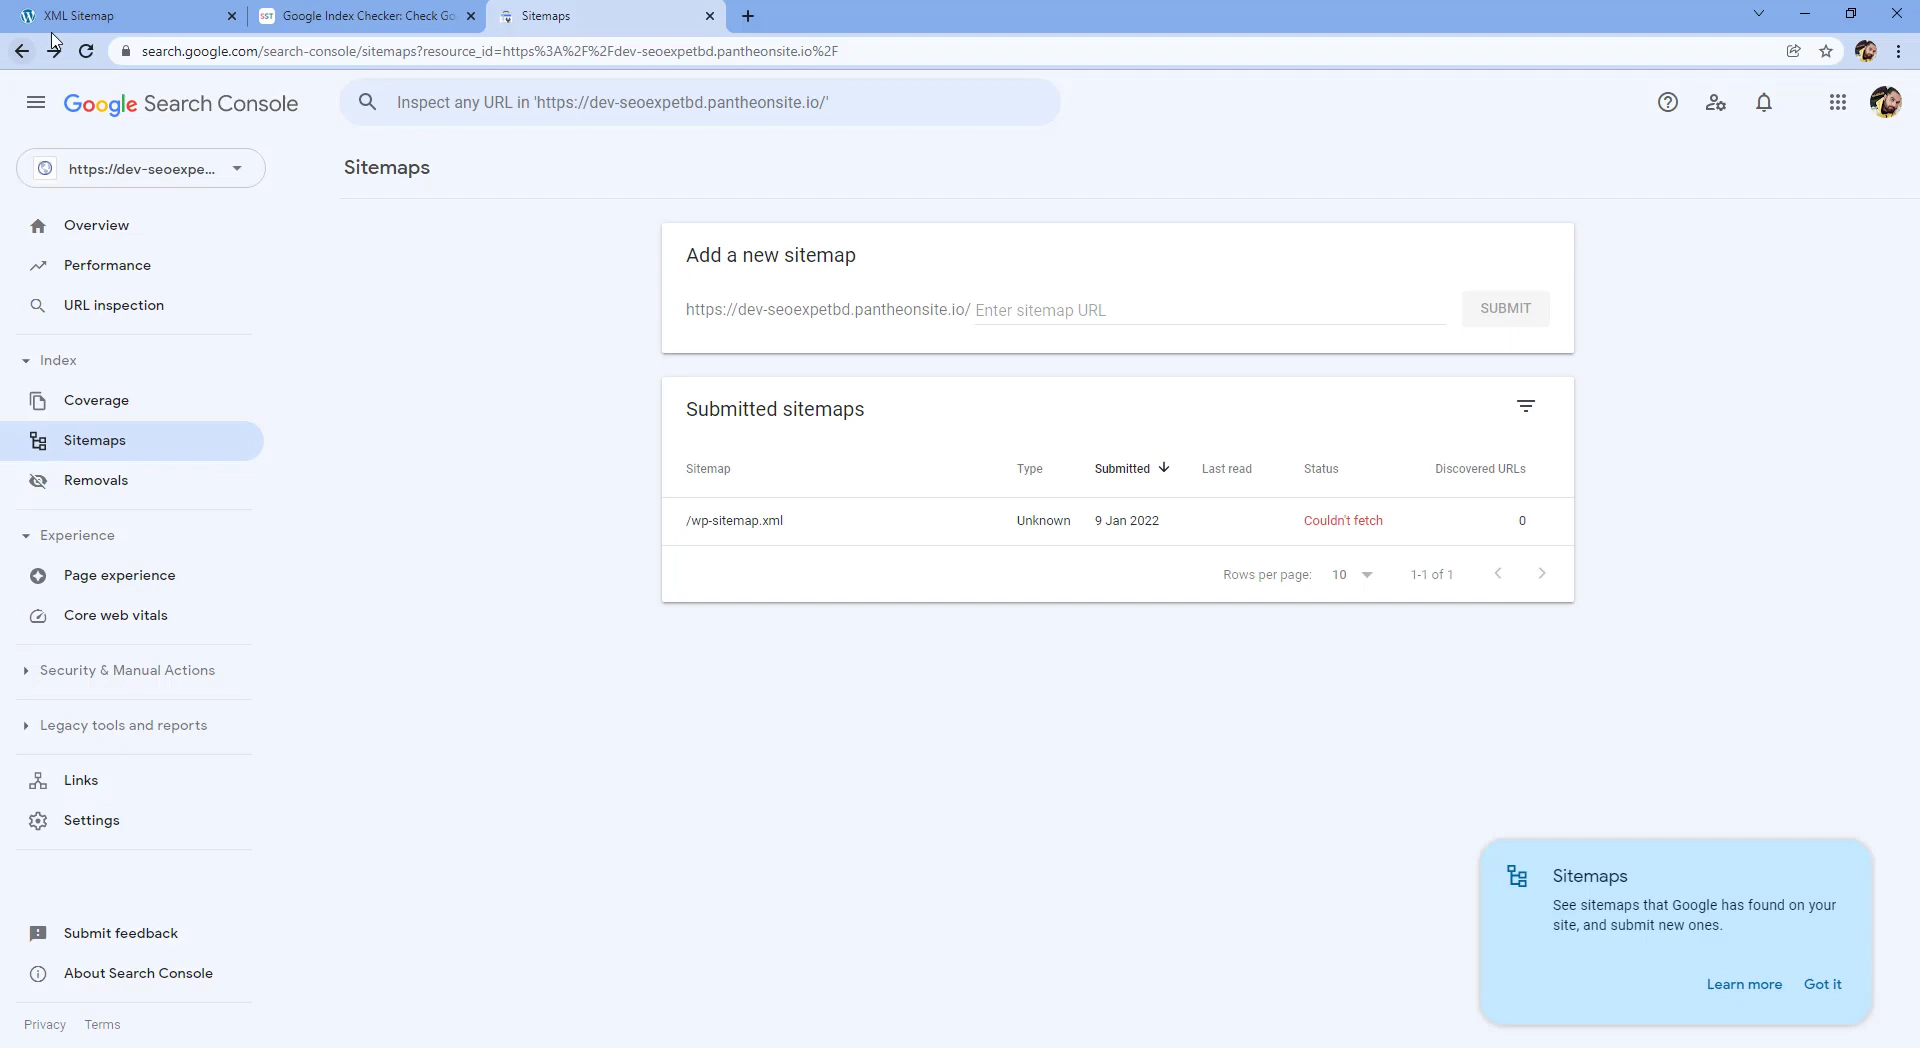 XML Sitemap
SST
Google Index Checker: Check Go
Sitemaps
search.google.com/search-console/sitemaps?resource_id=https%3A%2F%2Fdev-seoexpetbd.pantheonsite.io%2F
Google Search Console
Inspect any URL in 'https://dev-seoexpetbd.pantheonsite.io/'
https://dev-seoexpe...
Sitemaps
Overview
Performance
URL inspection
Index
Coverage
Sitemaps
Removals
Experience
Page experience
Core web vitals
Security & Manual Actions
Legacy tools and reports
Links
Settings
Submit feedback
About Search Console
Privacy Terms
Add a new sitemap
https://dev-seoexpetbd.pantheonsite.io/ Enter sitemap URL
SUBMIT
Submitted sitemaps
Sitemap Type Submitted Last read Status Discovered URLs
/wp-sitemap.xml Unknown 9 Jan 2022 Couldn't fetch 0
Rows per page: 10 1-1 of 1
Sitemaps
See sitemaps that Google has found on your
site, and submit new ones.
Learn more Got it